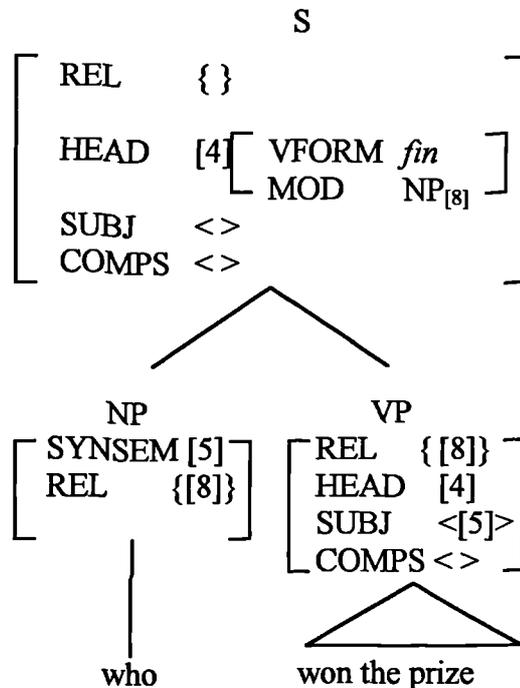 S
REL { }
HEAD [4] VFORM fin
MOD NP[8]
SUBJ < >
COMPS < >
NP VP
SYNSEM [5] REL {[8]}
REL {[8]} HEAD [4]
SUBJ <[5]>
COMPS < >
who won the prize